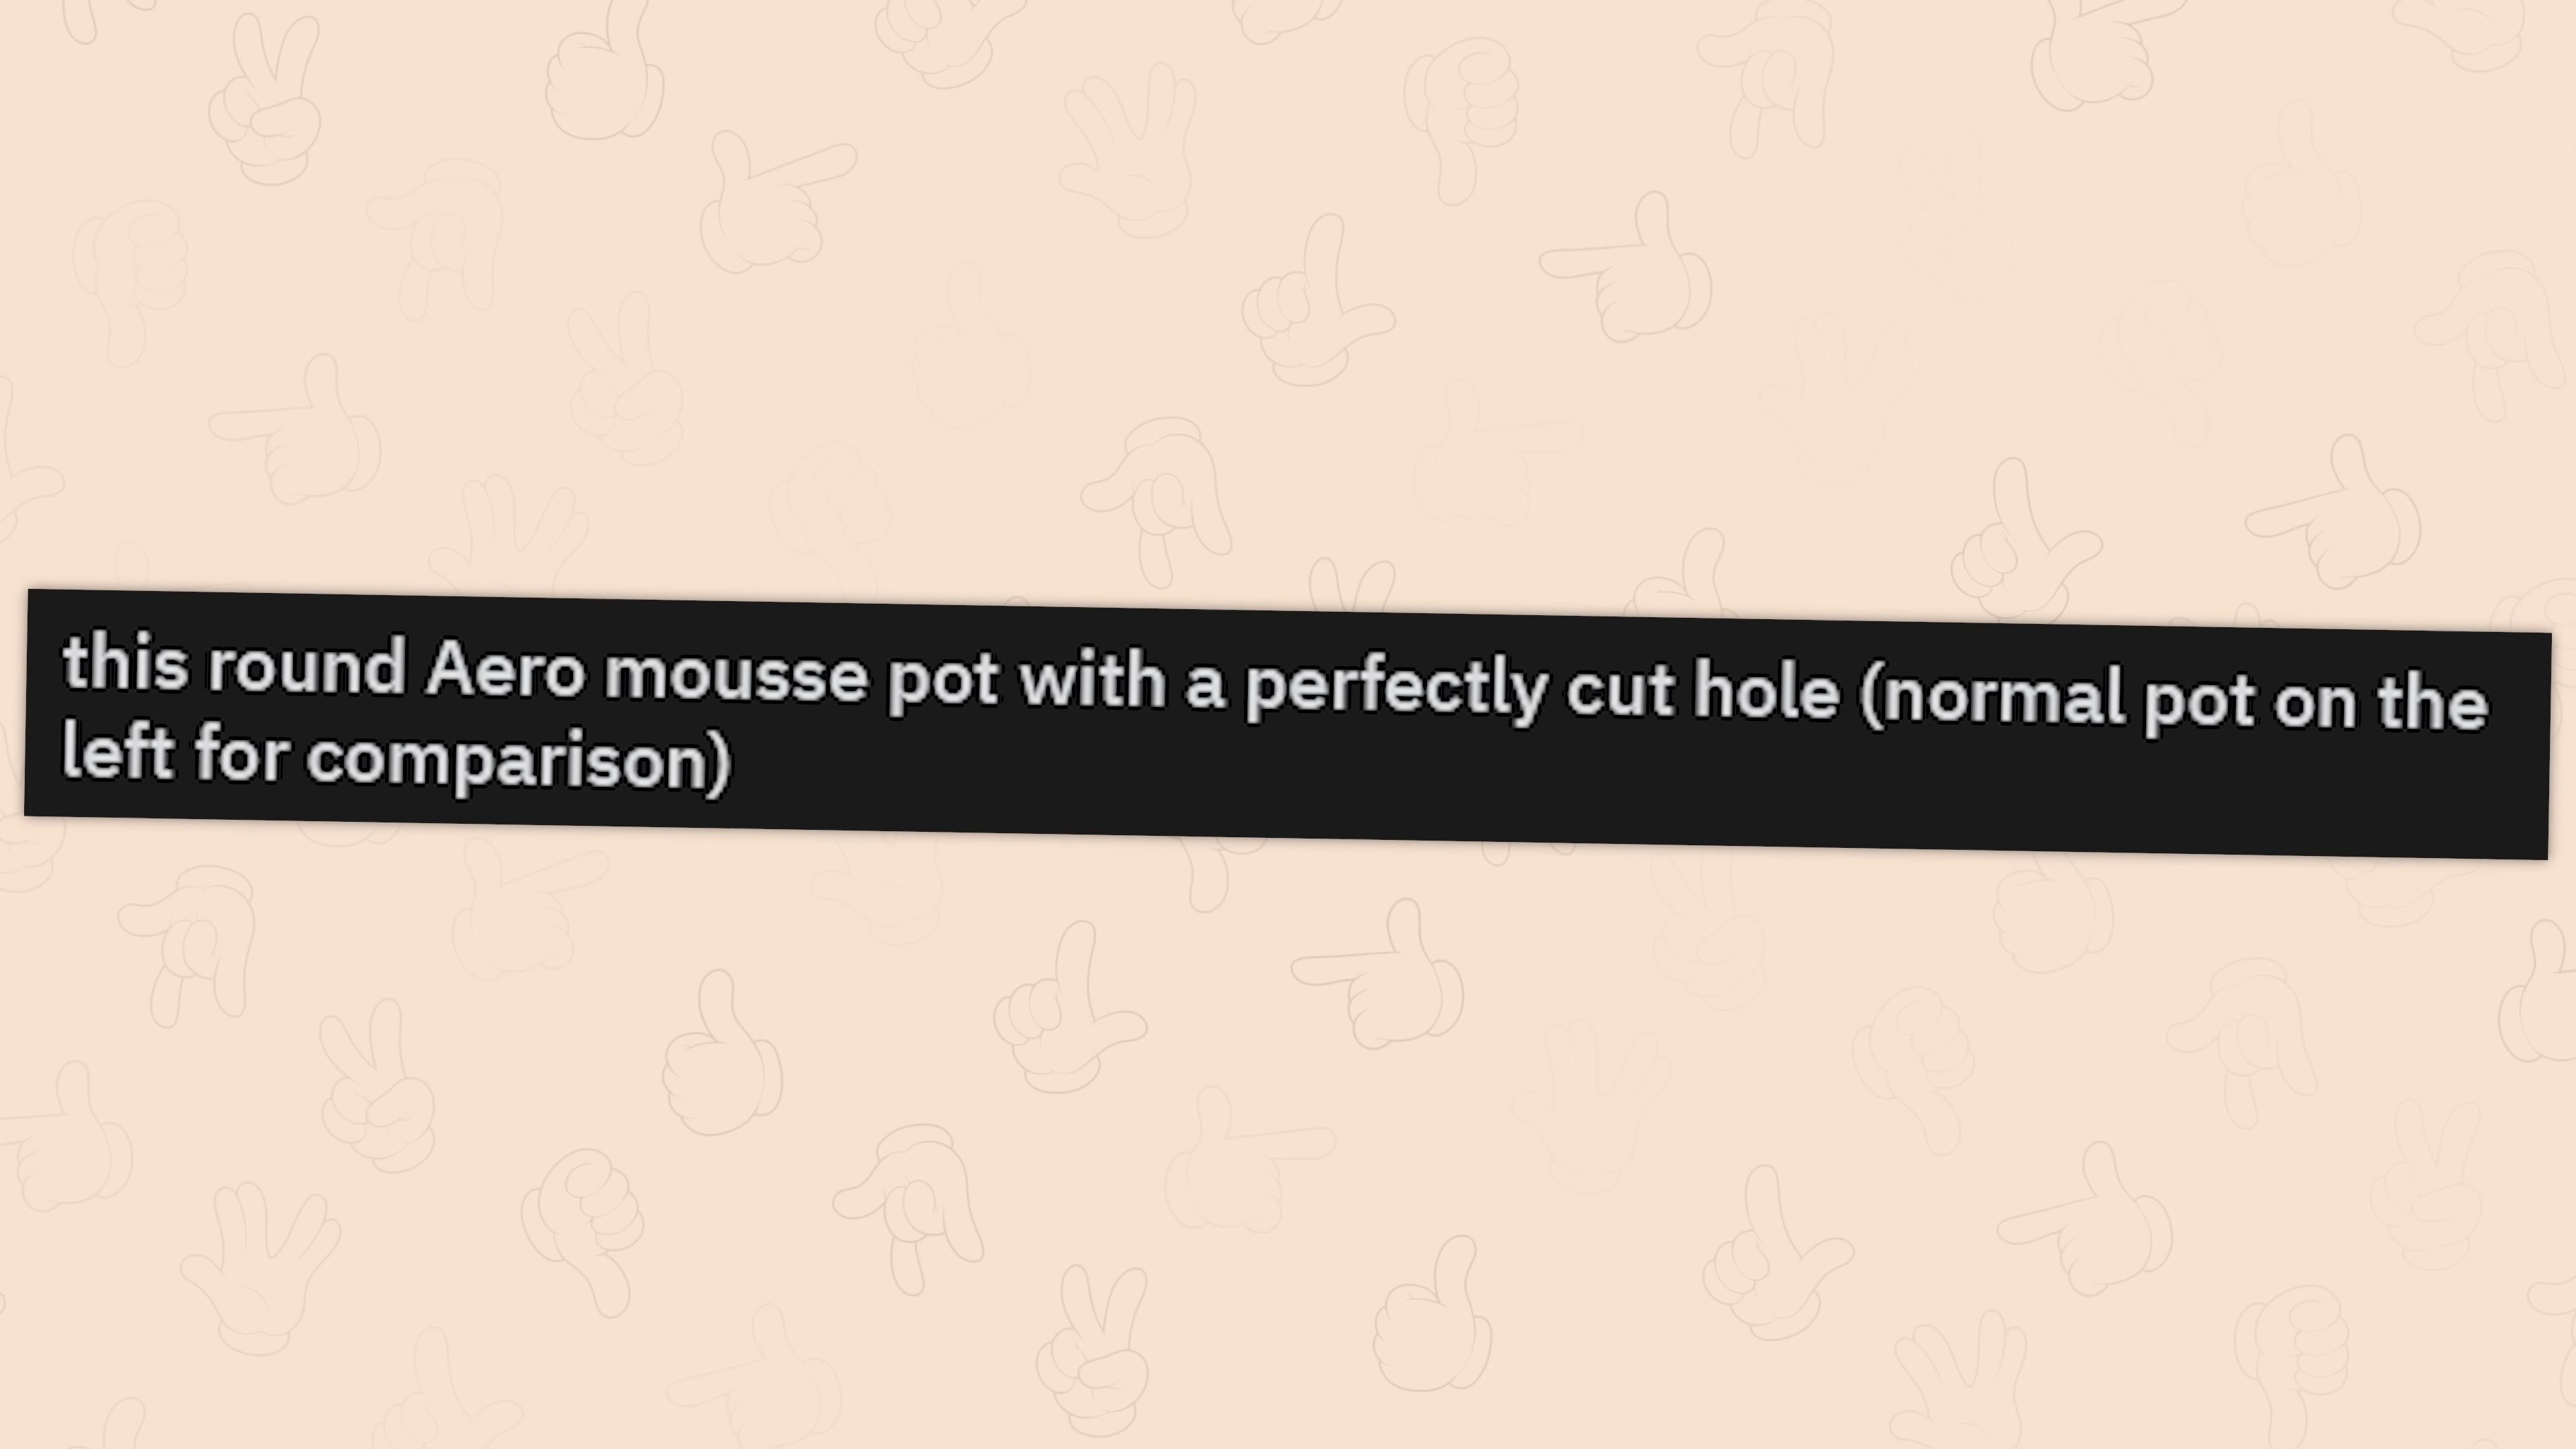 this round Aero mousse pot with a perfectly cut hole (normal pot on the
left for comparison)